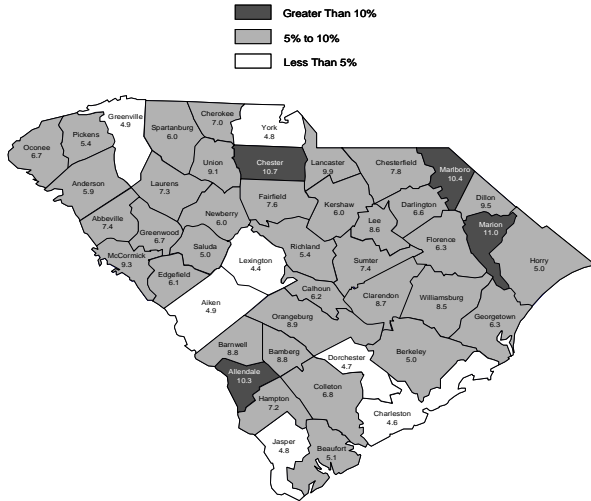 Greater Than 10%
5% to 10%
Less Than 5%
Cherokee
7.0
Greenville
4.9
Spartanburg
6.0
York
4.8
Pickens
5.4
Oconee
6.7
Union
9.1
Chester
10.7
Lancaster
9.9
Chesterfield
7.8
Marlboro
10.4
Anderson
5.9
Laurens
7.3
Fairfield
7.6
Kershaw
6.0
Darlington
6.6
Dillon
9.5
Abbeville
7.4
Newberry
6.0
Lee
8.6
Marion
11.0
Greenwood
6.7
Saluda
5.0
Richland
5.4
Florence
6.3
McCormick
9.3
Lexington
4.4
Sumter
7.4
Horry
5.0
Edgefield
6.1
Calhoun
6.2
Clarendon
8.7
Williamsburg
8.5
Aiken
4.9
Orangeburg
8.9
Georgetown
6.3
Barnwell
8.8
Bamberg
8.8
Dorchester
4.7
Berkeley
5.0
Allendale
10.3
Colleton
6.8
Hampton
7.2
Charleston
4.6
Jasper
4.8
Beaufort
5.1